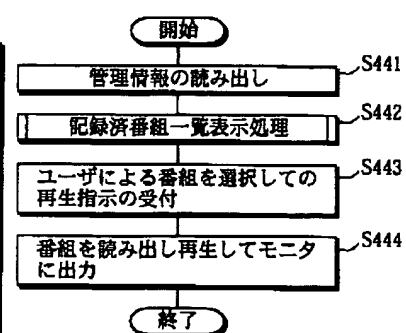 開始
管理情報の読み出し
S441
記録済番組一覧表示処理
S442
ユーザによる番組を選択しての
再生指示の受付
S443
番組を読み出し再生してモニタ
に出力
S444
終了